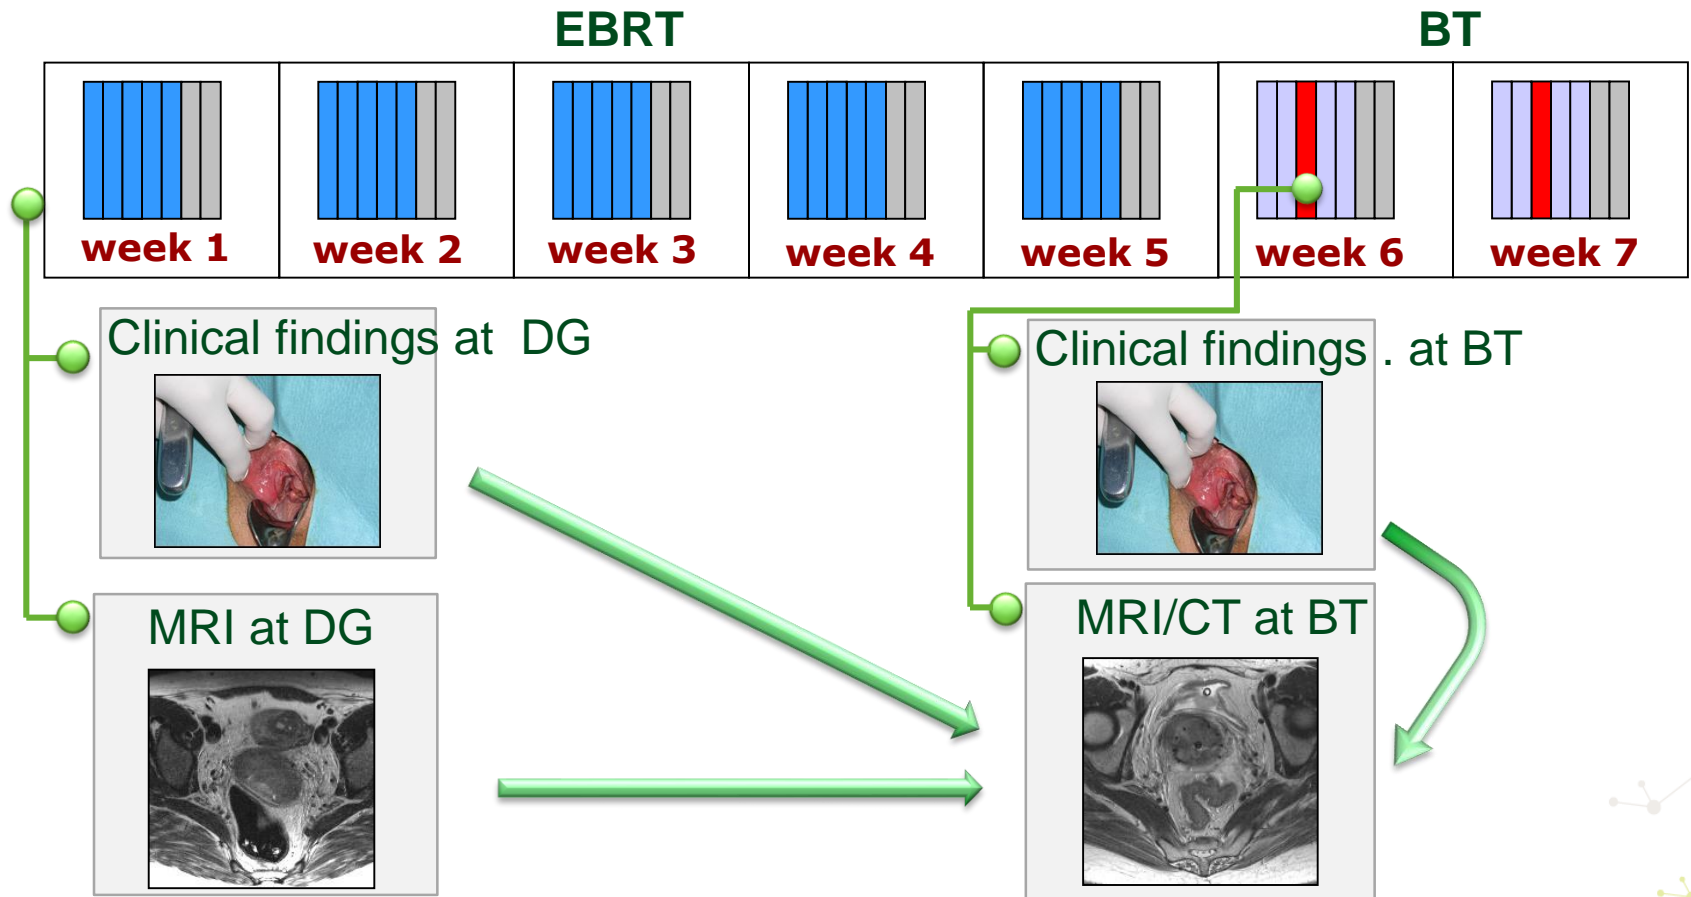 EBRT
BT
week 1
week 2
week 3
week 4
week 5
week 6
week 7
Clinical findings at DG
Clinical findings . at BT
MRI at DG
MRI/CT at BT